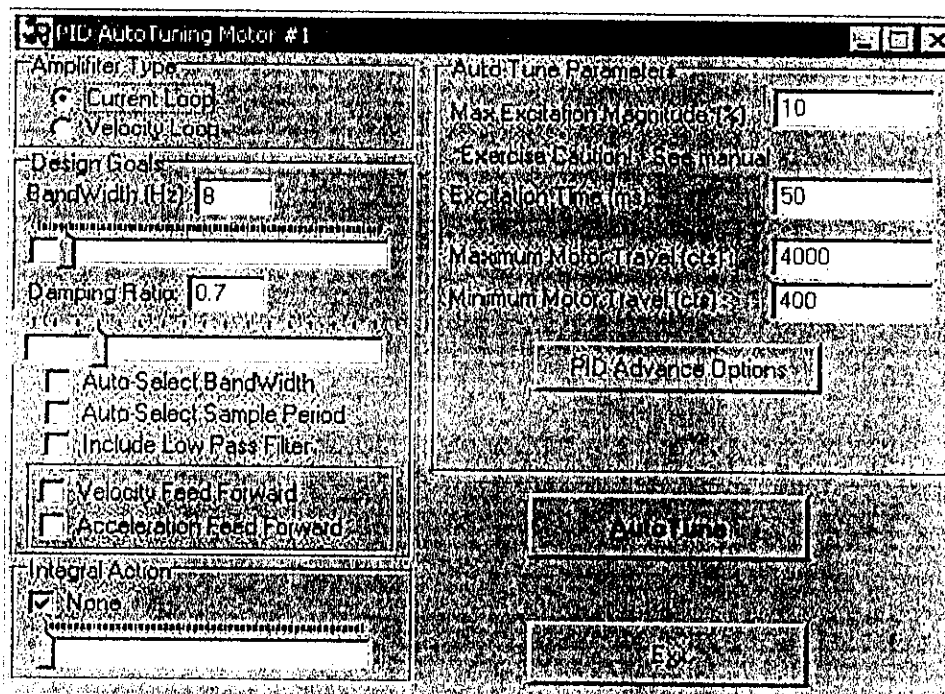 PID AutoTuning Motor #1
Amplifiter Type
Current Loop
Velocity Loop
Design Goals
BandWidth (Hz) 8
Damping Ratio: 0.7
Auto Select BandWidth
Auto Select Sample Period
Include Low Pass Filter
Velocity Feed Forward
Acceleration Feed Forward
Integral Action
None
Auto Tune Parameters
Max Excitation Magnitude (%) 10
Exercise Caution! See manual
Excitation Time (ms) 50
Maximum Motor Travel (cts) 4000
Minimum Motor Travel (cts) 400
PID Advance Options
AutoTune
Exit